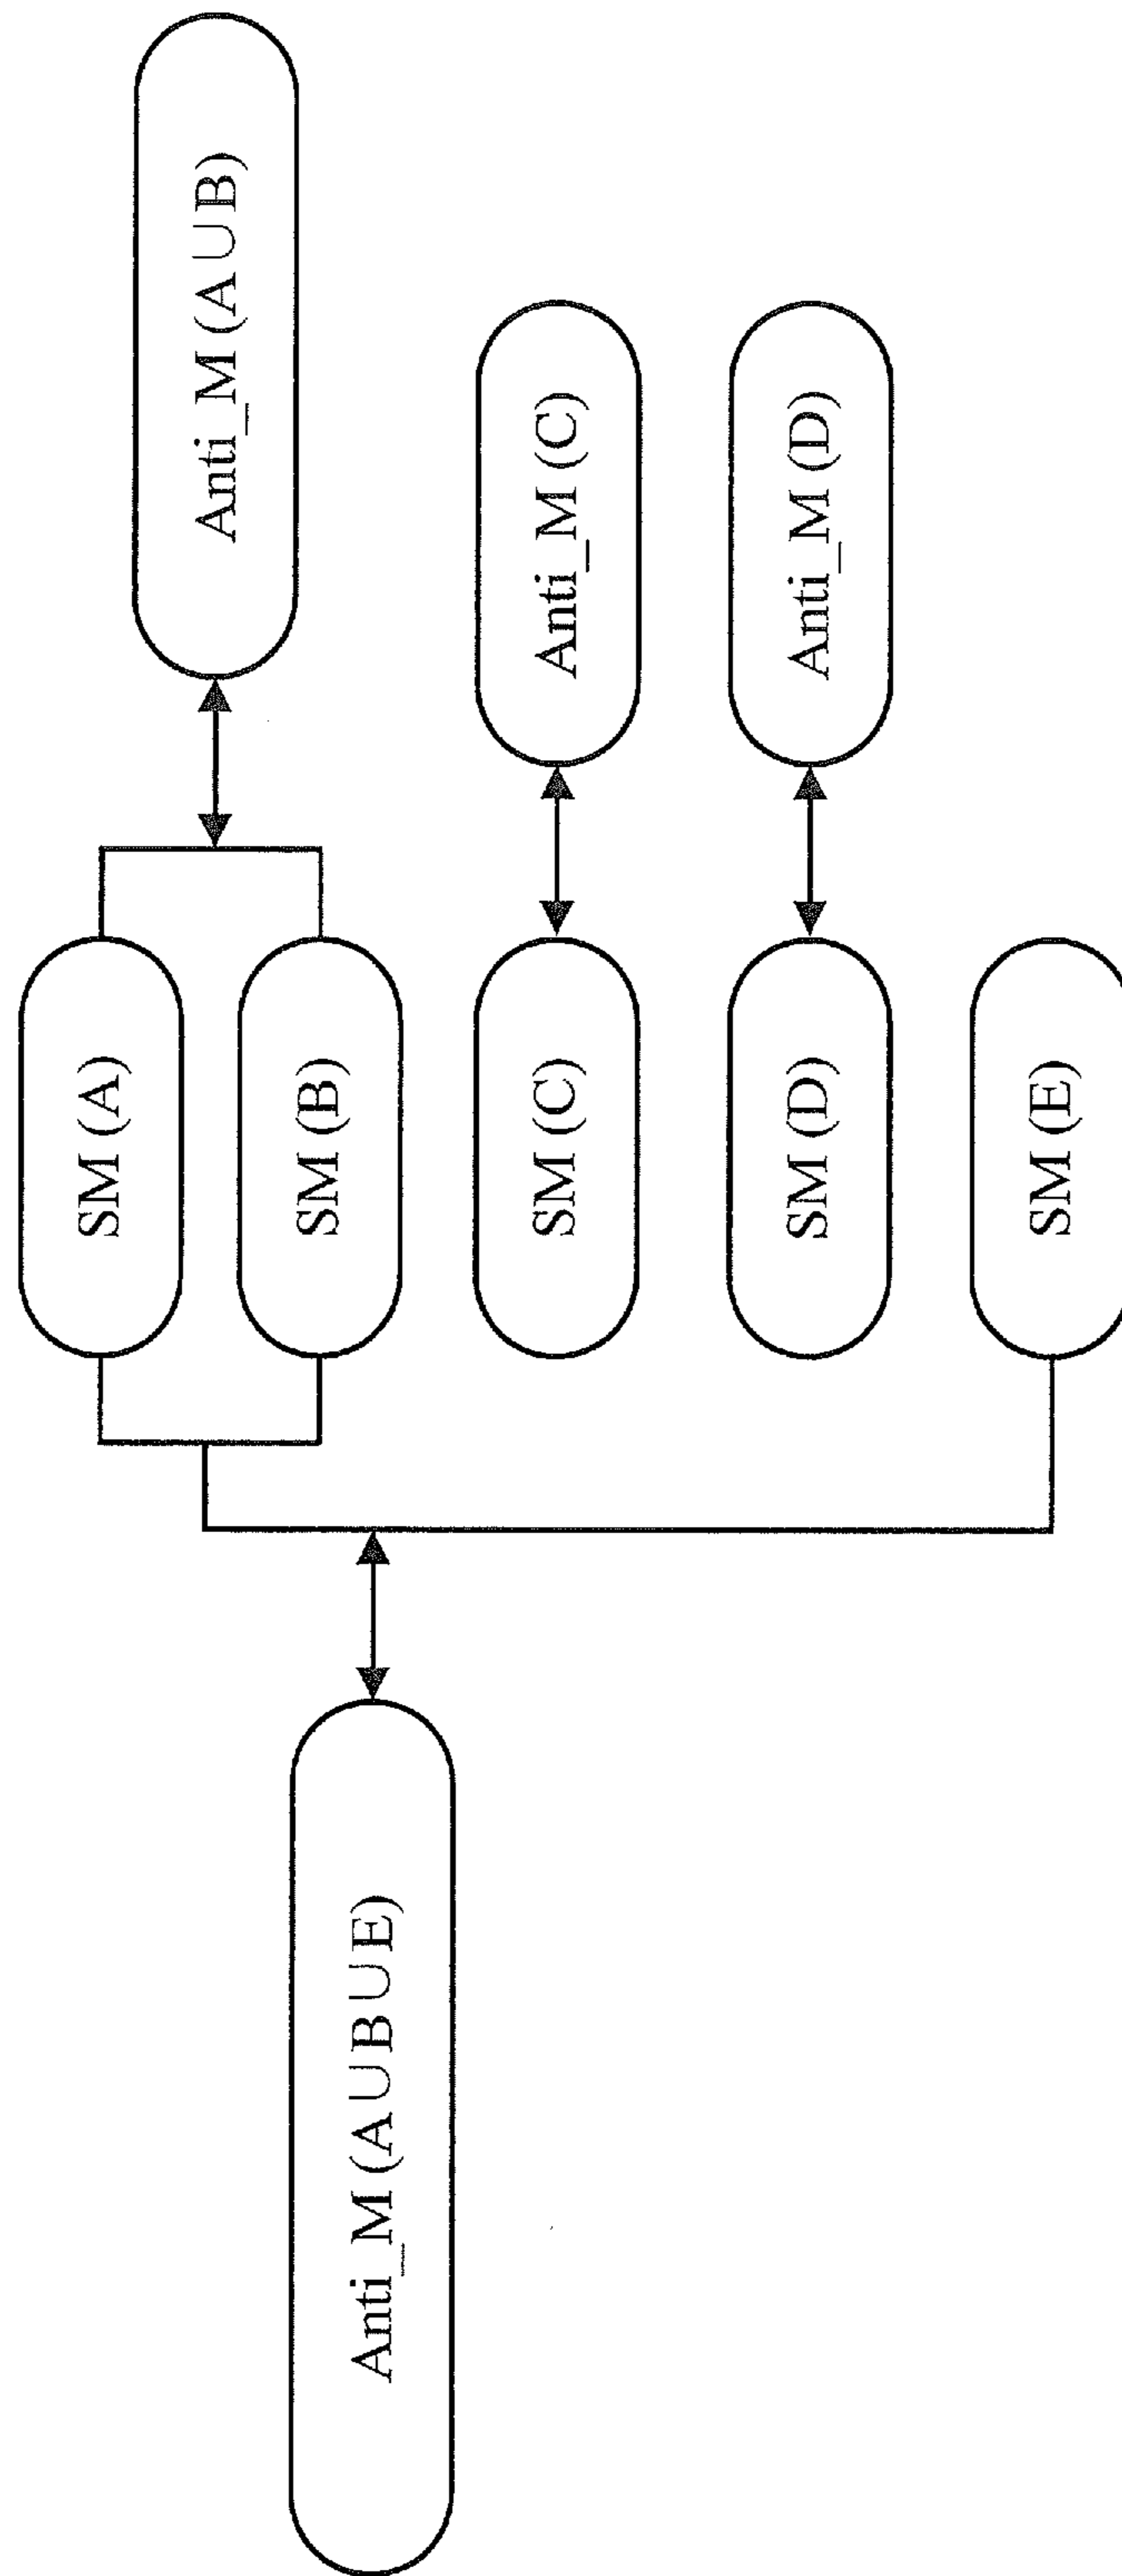 Anti_M (A∪B∪E)
SM (A)
SM (B)
SM (C)
SM (D)
SM (E)
Anti_M (A∪B)
Anti_M (C)
Anti_M (D)